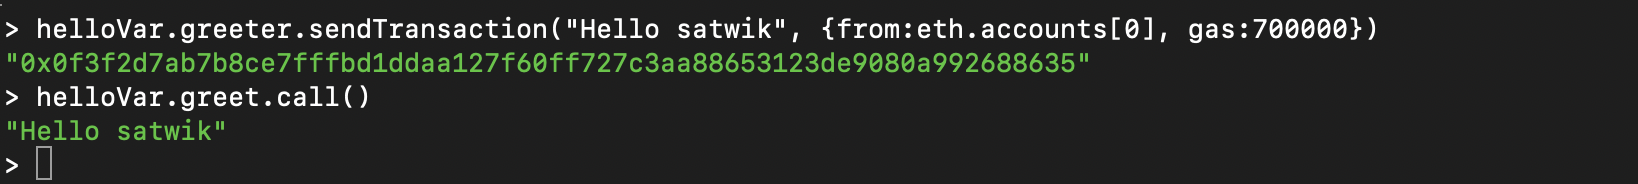 > helloVar.greeter.sendTransaction("Hello satwik", {from:eth.accounts[0], gas:700000})
"0x0f3f2d7ab7b8ce7fffbd1ddaa127f60ff727c3aa88653123de9080a992688635"
> helloVar.greet.call()
"Hello satwik"
>